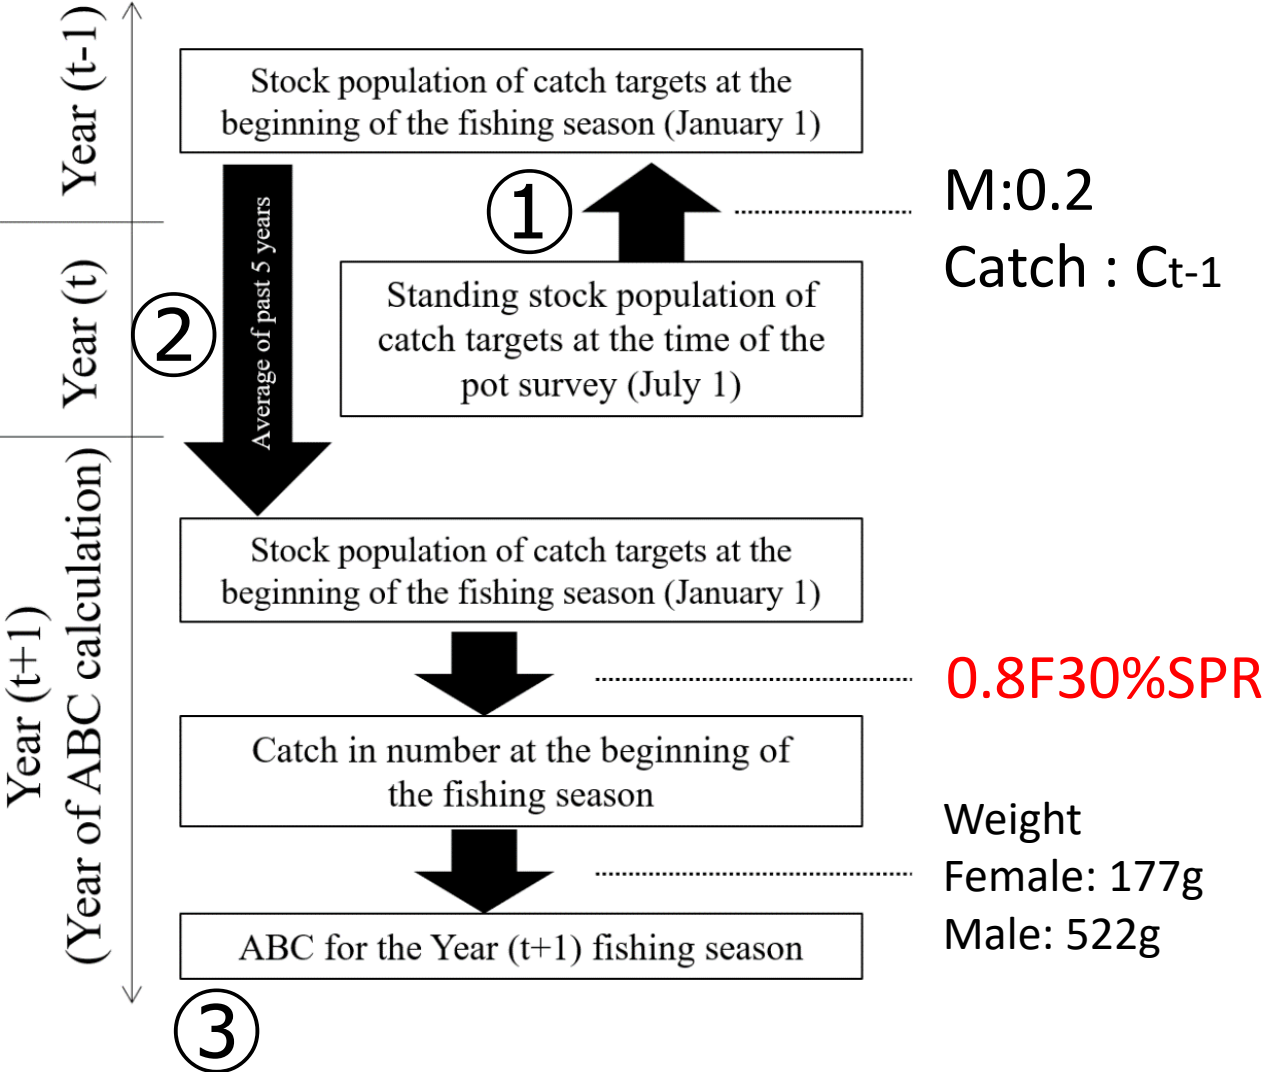 Year (t-1)
Stock population of catch targets at the
beginning of the fishing season (January 1)
①
M:0.2
Catch : Ct-1
Year (t)
②
Average of past 5 years
Standing stock population of
catch targets at the time of the
pot survey (July 1)
Year (t+1)
(Year of ABC calculation)
Stock population of catch targets at the
beginning of the fishing season (January 1)
0.8F30%SPR
Catch in number at the beginning of
the fishing season
Weight
Female: 177g
Male: 522g
ABC for the Year (t+1) fishing season
③